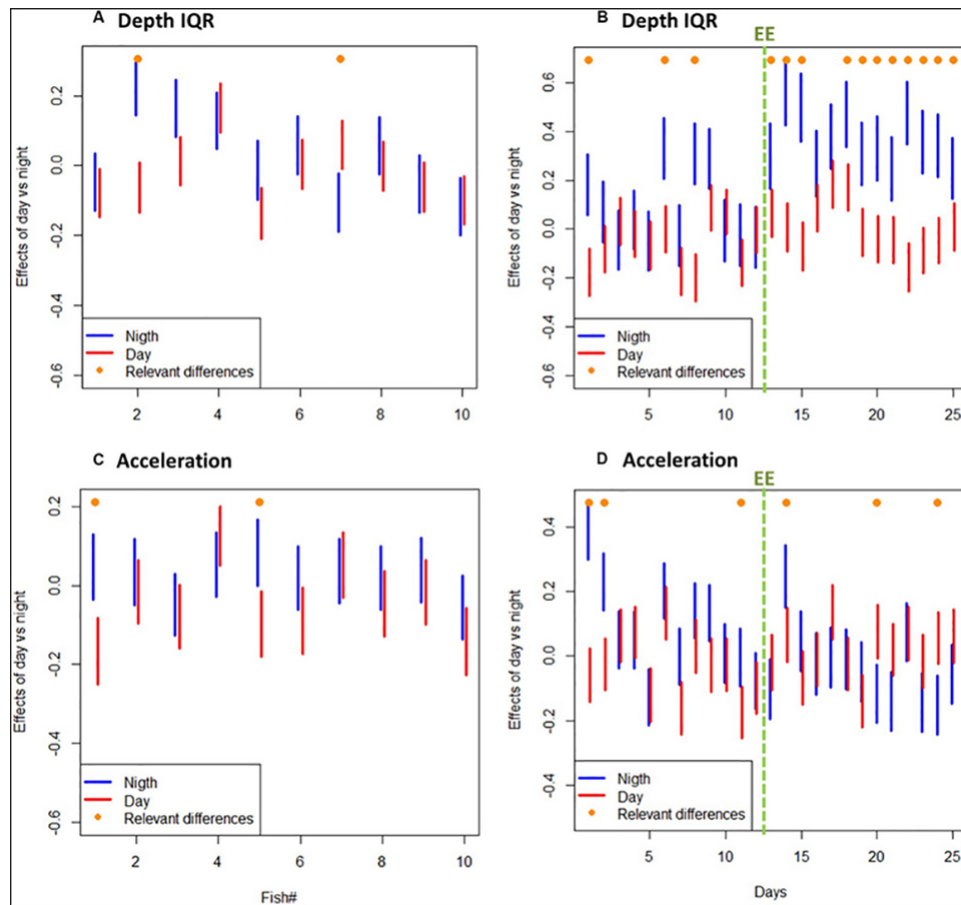 A Depth IQR
Effects of day vs night
0.2
0.0
-0.2
-0.4
-0.6
Nigth
Day
Relevant differences
2 4 6 8 10
B Depth IQR
EE
Effects of day vs night
0.6
0.4
0.2
0.0
-0.2
-0.4
-0.6
Nigth
Day
Relevant differences
5 10 15 20 25
C Acceleration
Effects of day vs night
0.2
0.0
-0.2
-0.4
-0.6
Nigth
Day
Relevant differences
2 4 6 8 10
Fish#
D Acceleration
EE
Effects of day vs night
0.4
0.2
0.0
-0.2
-0.4
Nigth
Day
Relevant differences
5 10 15 20 25
Days